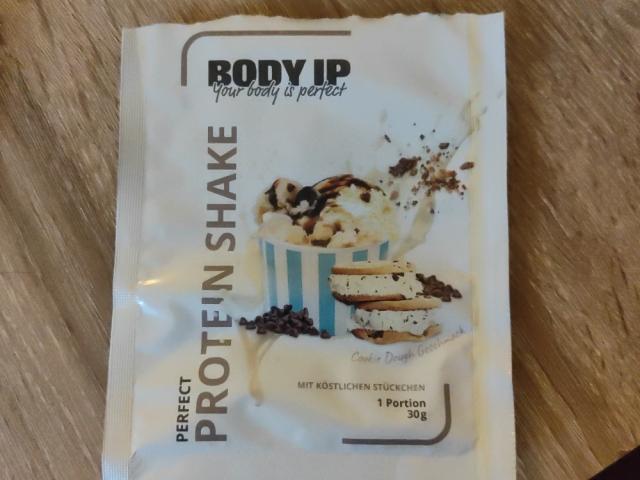 BODY IP
Your body is perfect
PERFECT
PROTEIN SHAKE
Cookie Dough Geschmack
MIT KÖSTLICHEN STÜCKCHEN
1 Portion
30g